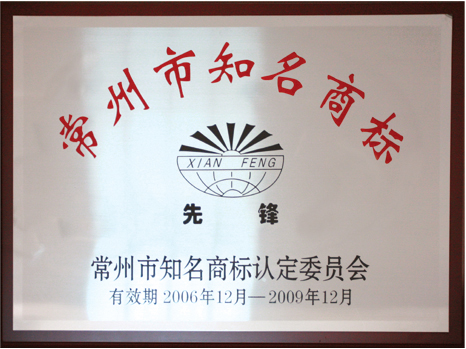 常州市知名商标
XIAN FENG
先锋
常州市知名商标认定委员会
有效期 2006年12月—2009年12月